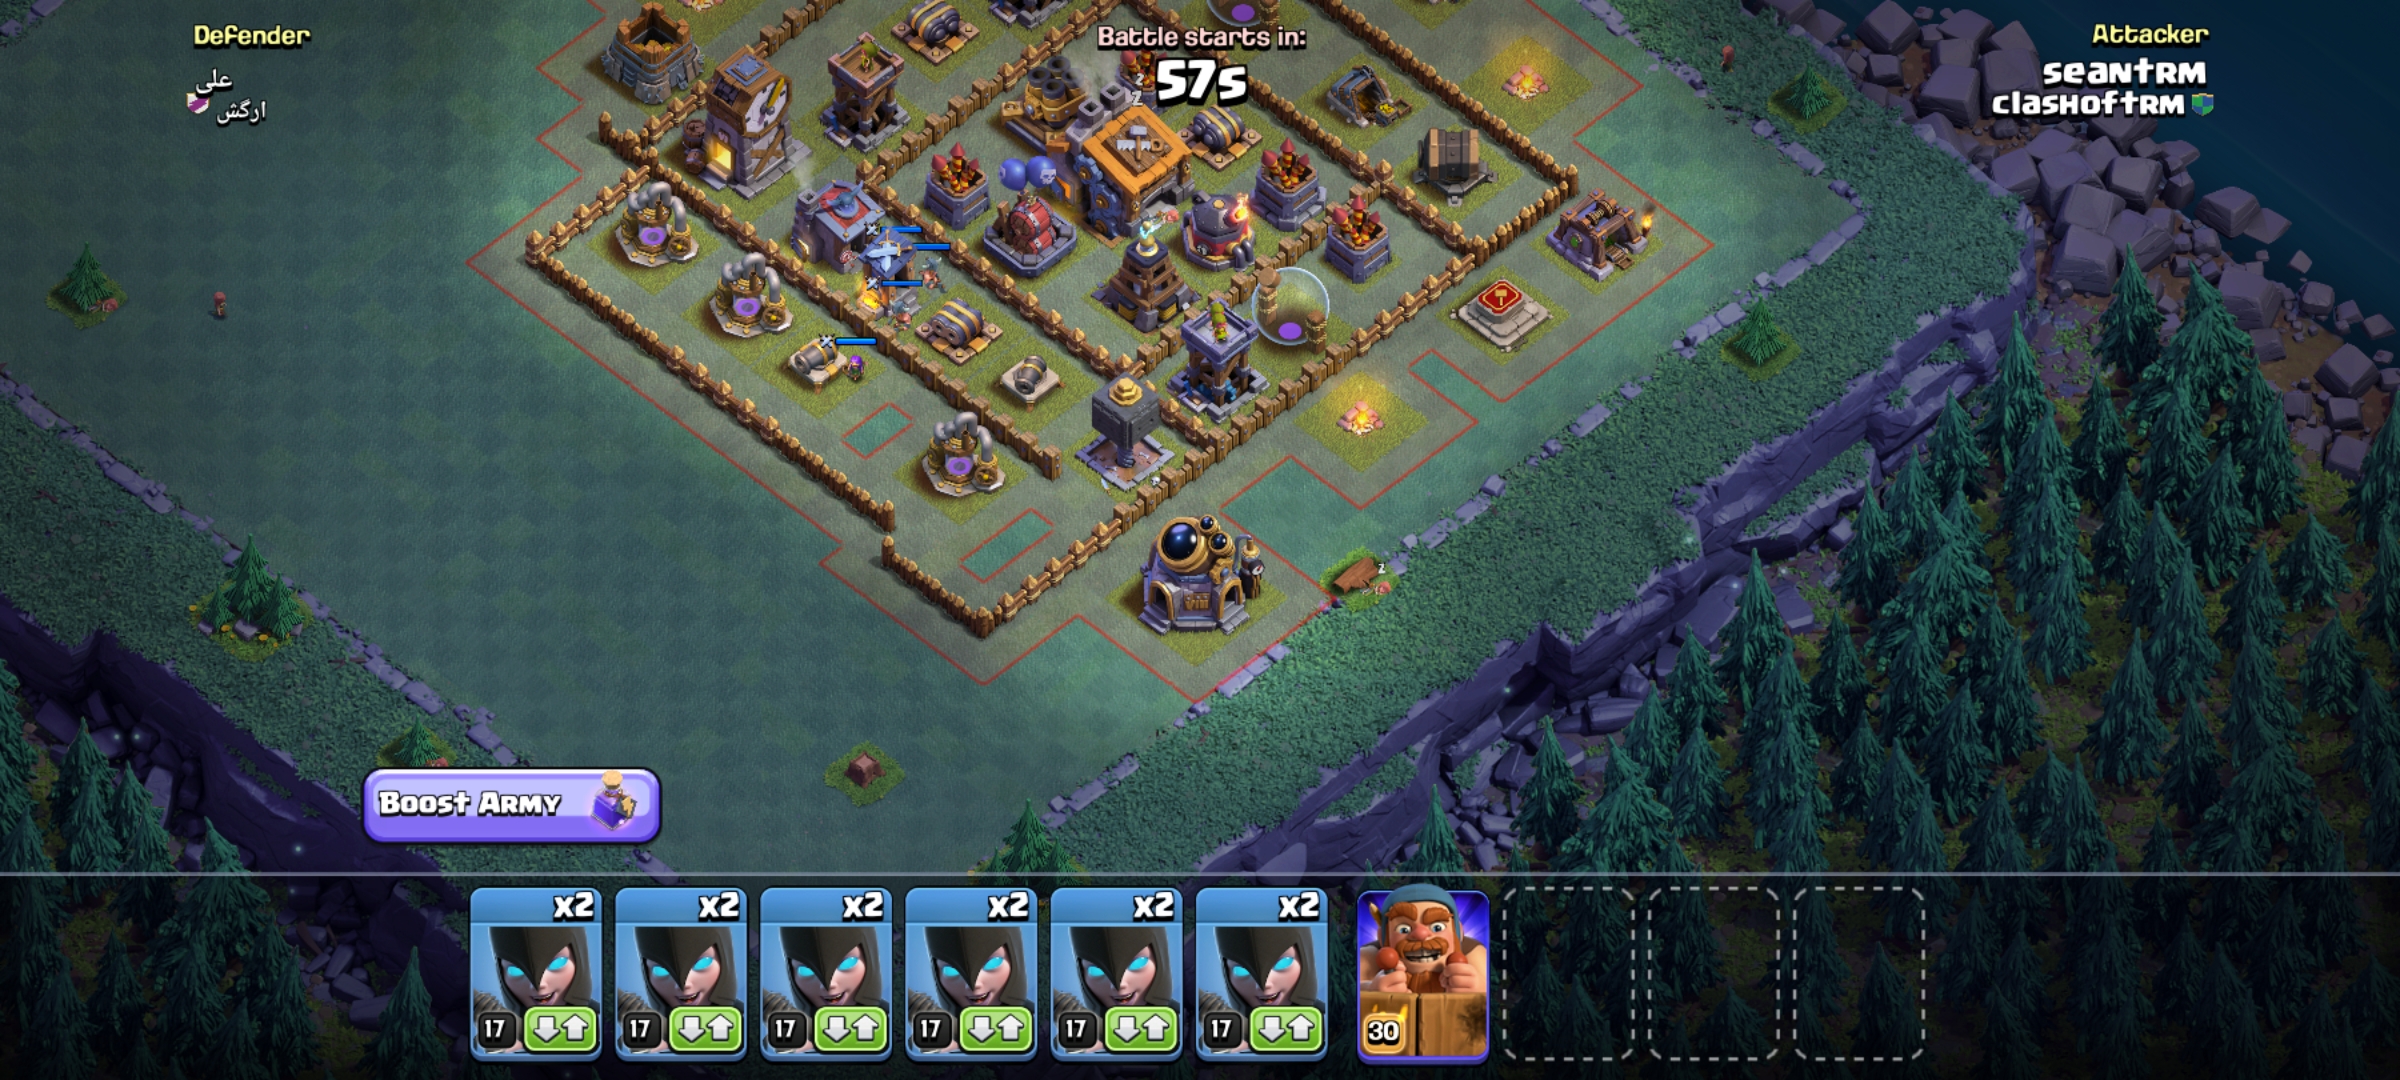 Defender
علی
ارگش
Battle starts in:
57s
Attacker
seantRM
clashoftRM
Boost Army
x2
x2
x2
x2
x2
x2
17
17
17
17
17
17
30